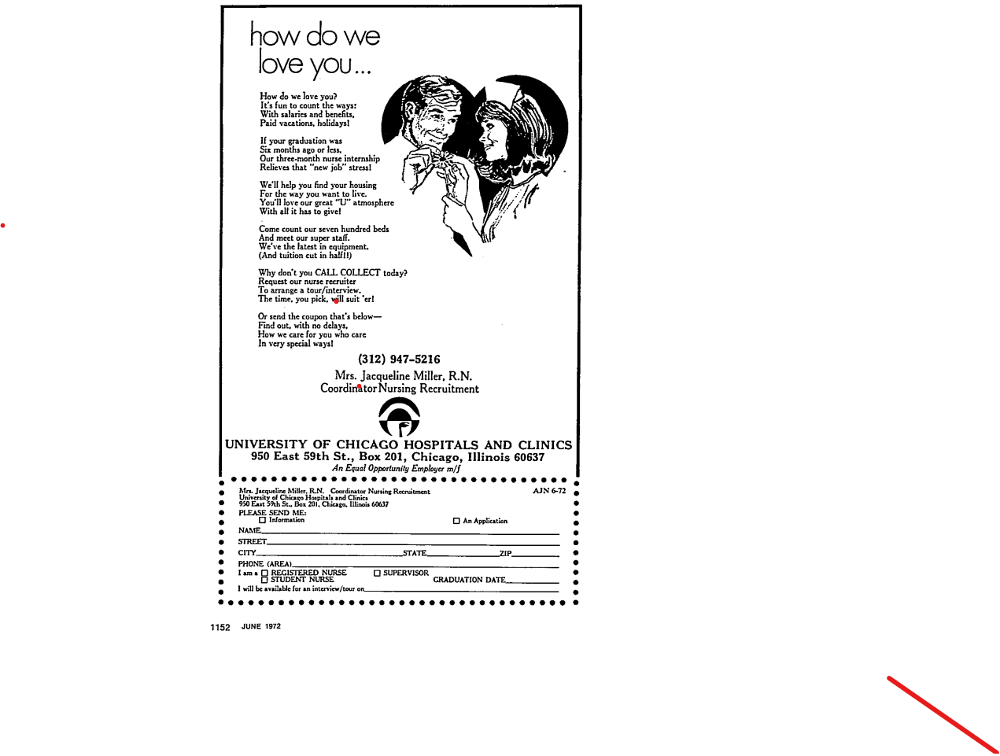 how do we
love you...
How do we love you?
It's fun to count the ways:
With salaries and benefits,
Paid vacations, holidays!
If your graduation was
Six months ago or less,
Our three-month nurse internship
Relieves that "new job" stress!
We'll help you find your housing
For the way you want to live.
You'll love our great "U" atmosphere
With all it has to give!
Come count our seven hundred beds
And meet our super staff.
We've the latest in equipment.
(And tuition cut in half!!)
Why don't you CALL COLLECT today?
Request our nurse recruiter
To arrange a tour/interview.
The time, you pick, will suit 'er!
Or send the coupon that's below—
Find out, with no delays,
How we care for you who care
In very special ways!
(312) 947-5216
Mrs. Jacqueline Miller, R.N.
Coordinator Nursing Recruitment
UNIVERSITY OF CHICAGO HOSPITALS AND CLINICS
950 East 59th St., Box 201, Chicago, Illinois 60637
An Equal Opportunity Employer m/f
Mrs. Jacqueline Miller, R.N. Coordinator Nursing Recruitment AJN 6-72
University of Chicago Hospitals and Clinics
950 East 59th St., Box 201, Chicago, Illinois 60637
PLEASE SEND ME:
Information An Application
NAME
STREET
CITY STATE ZIP
PHONE (AREA)
I am a REGISTERED NURSE SUPERVISOR
STUDENT NURSE GRADUATION DATE
I will be available for an interview/tour on
1152 JUNE 1972